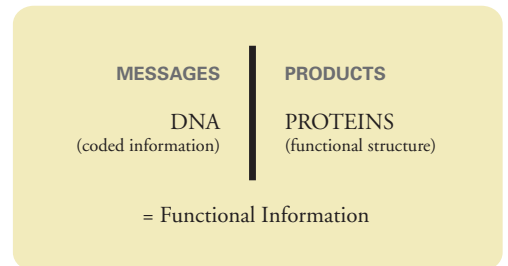 MESSAGES PRODUCTS
DNA PROTEINS
(coded information) (functional structure)
= Functional Information